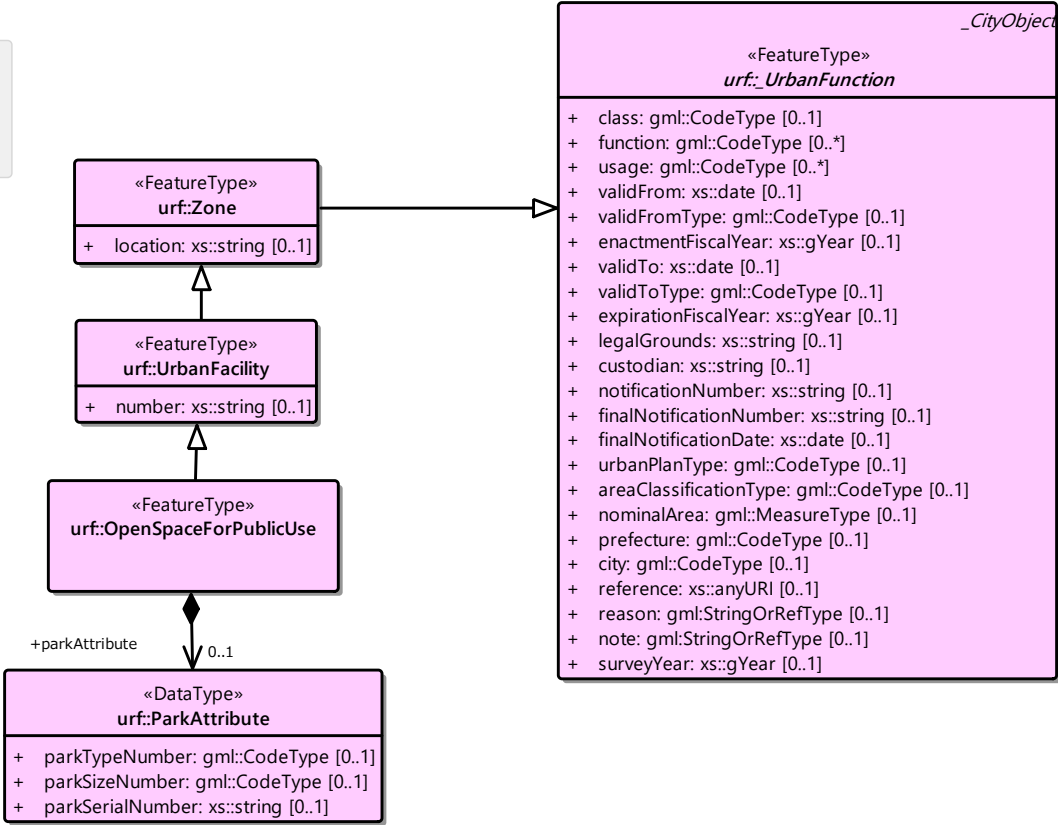 _CityObject
«FeatureType»
urf::_UrbanFunction
+ class: gml::CodeType [0..1]
+ function: gml::CodeType [0..*]
+ usage: gml::CodeType [0..*]
+ validFrom: xs::date [0..1]
+ validFromType: gml::CodeType [0..1]
+ enactmentFiscalYear: xs::gYear [0..1]
+ validTo: xs::date [0..1]
+ validToType: gml::CodeType [0..1]
+ expirationFiscalYear: xs::gYear [0..1]
+ legalGrounds: xs::string [0..1]
+ custodian: xs::string [0..1]
+ notificationNumber: xs::string [0..1]
+ finalNotificationNumber: xs::string [0..1]
+ finalNotificationDate: xs::date [0..1]
+ urbanPlanType: gml::CodeType [0..1]
+ areaClassificationType: gml::CodeType [0..1]
+ nominalArea: gml::MeasureType [0..1]
+ prefecture: gml::CodeType [0..1]
+ city: gml::CodeType [0..1]
+ reference: xs::anyURI [0..1]
+ reason: gml:StringOrRefType [0..1]
+ note: gml:StringOrRefType [0..1]
+ surveyYear: xs::gYear [0..1]
«FeatureType»
urf::Zone
+ location: xs::string [0..1]
«FeatureType»
urf::UrbanFacility
+ number: xs::string [0..1]
«FeatureType»
urf::OpenSpaceForPublicUse
+parkAttribute
0..1
«DataType»
urf::ParkAttribute
+ parkTypeNumber: gml::CodeType [0..1]
+ parkSizeNumber: gml::CodeType [0..1]
+ parkSerialNumber: xs::string [0..1]